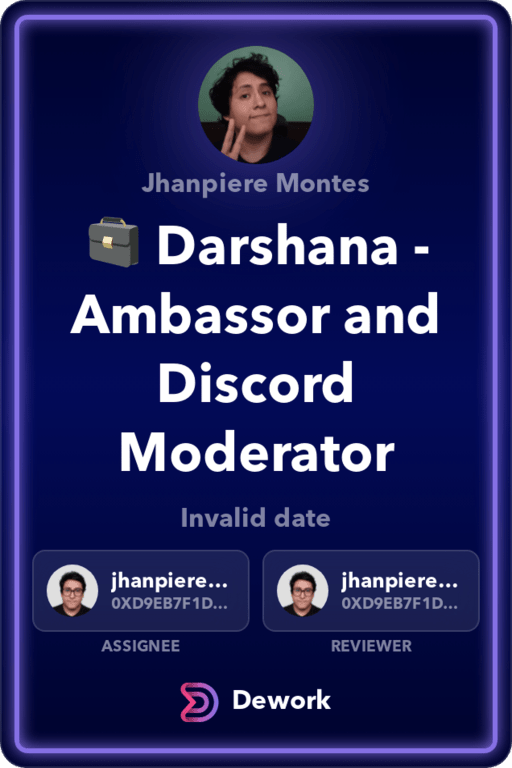 Jhanpiere Montes
💼 Darshana -
Ambassor and
Discord
Moderator
Invalid date
jhanpiere...
0XD9EB7F1D...
ASSIGNEE
jhanpiere...
0XD9EB7F1D...
REVIEWER
Dework